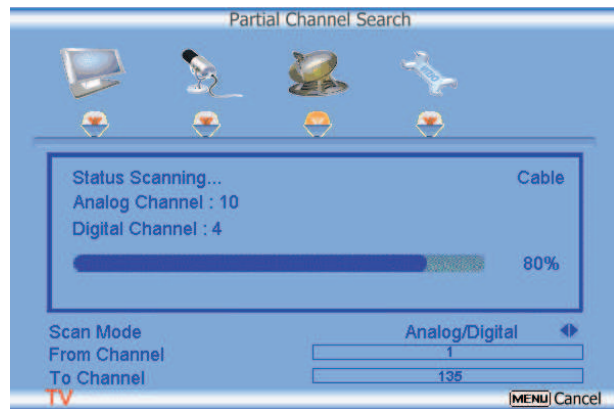 Partial Channel Search
Status Scanning... Cable
Analog Channel : 10
Digital Channel : 4
80%
Scan Mode Analog/Digital
From Channel 1
To Channel 135
TV MENU Cancel